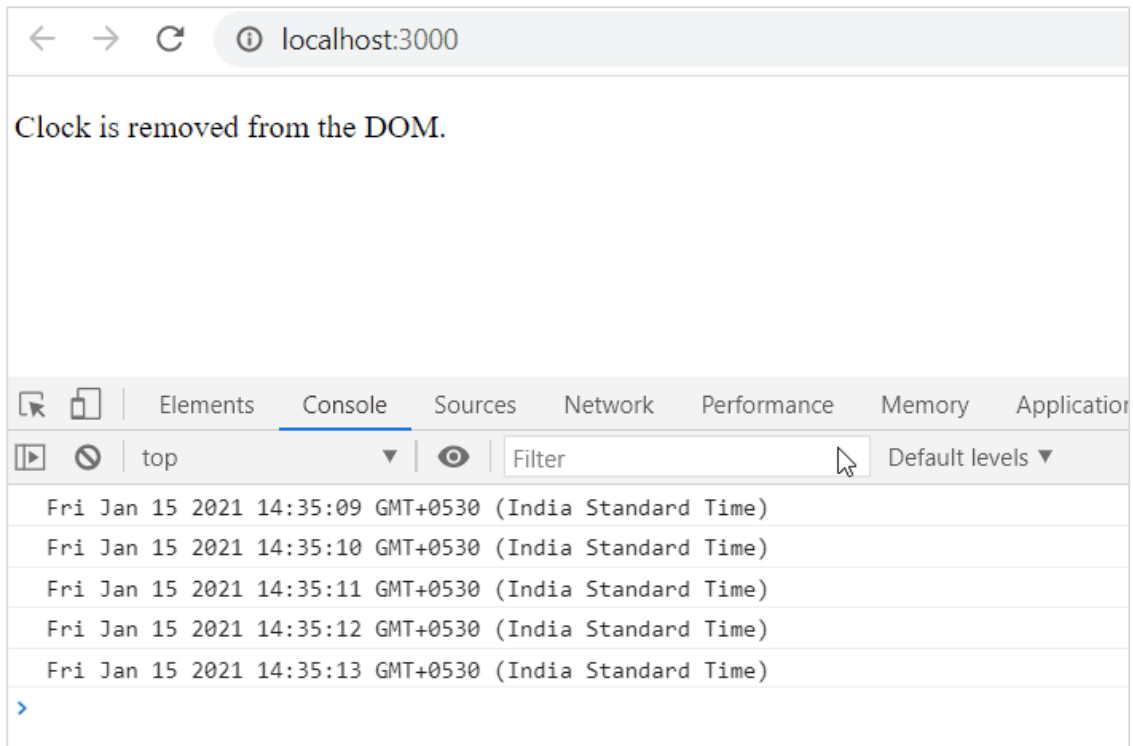 localhost:3000
Clock is removed from the DOM.
Elements Console Sources Network Performance Memory Application
top Filter Default levels
Fri Jan 15 2021 14:35:09 GMT+0530 (India Standard Time)
Fri Jan 15 2021 14:35:10 GMT+0530 (India Standard Time)
Fri Jan 15 2021 14:35:11 GMT+0530 (India Standard Time)
Fri Jan 15 2021 14:35:12 GMT+0530 (India Standard Time)
Fri Jan 15 2021 14:35:13 GMT+0530 (India Standard Time)